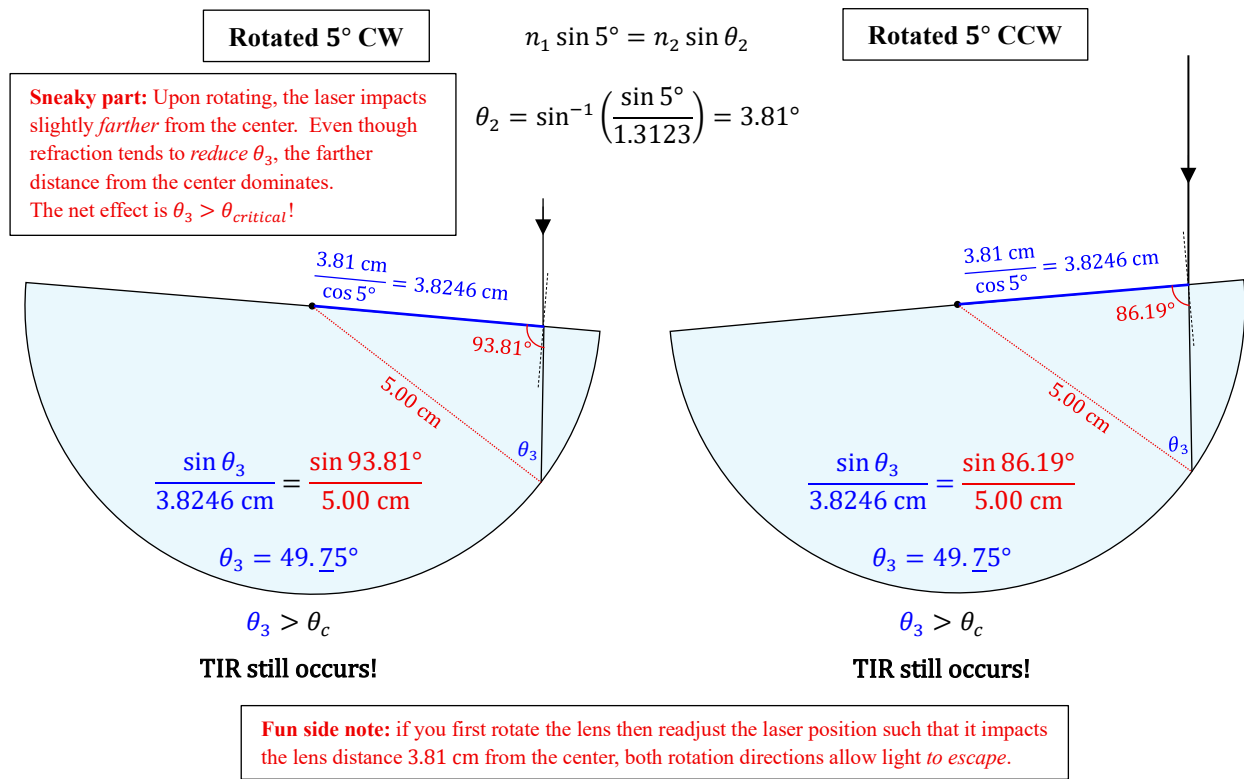 Rotated 5° CW
n₁ sin 5° = n₂ sin θ₂
Rotated 5° CCW
Sneaky part: Upon rotating, the laser impacts
slightly farther from the center. Even though
refraction tends to reduce θ₃, the farther
distance from the center dominates.
The net effect is θ₃ > θ_critical!
θ₂ = sin⁻¹ (sin 5° / 1.3123) = 3.81°
3.81 cm / cos 5° = 3.8246 cm
93.81°
5.00 cm
θ₃
sin θ₃ / 3.8246 cm = sin 93.81° / 5.00 cm
θ₃ = 49.75°
θ₃ > θ_c
TIR still occurs!
3.81 cm / cos 5° = 3.8246 cm
86.19°
5.00 cm
θ₃
sin θ₃ / 3.8246 cm = sin 86.19° / 5.00 cm
θ₃ = 49.75°
θ₃ > θ_c
TIR still occurs!
Fun side note: if you first rotate the lens then readjust the laser position such that it impacts
the lens distance 3.81 cm from the center, both rotation directions allow light to escape.